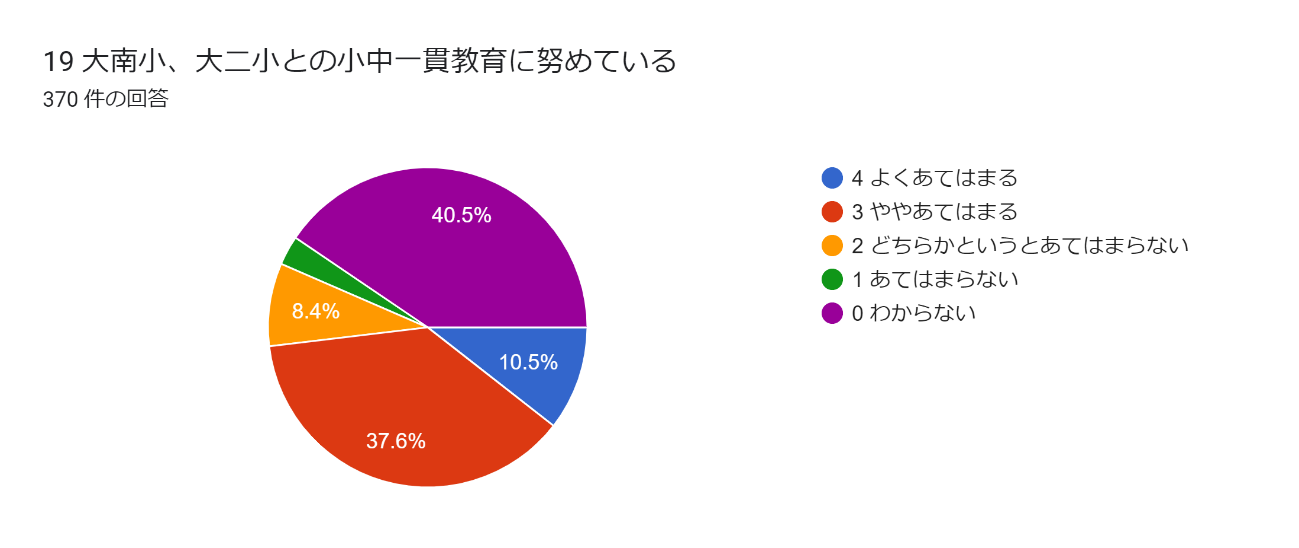 19 大南小、大二小との小中一貫教育に努めている
370 件の回答
40.5%
8.4%
10.5%
37.6%
4 よくあてはまる
3 ややあてはまる
2 どちらかというとあてはまらない
1 あてはまらない
0 わからない